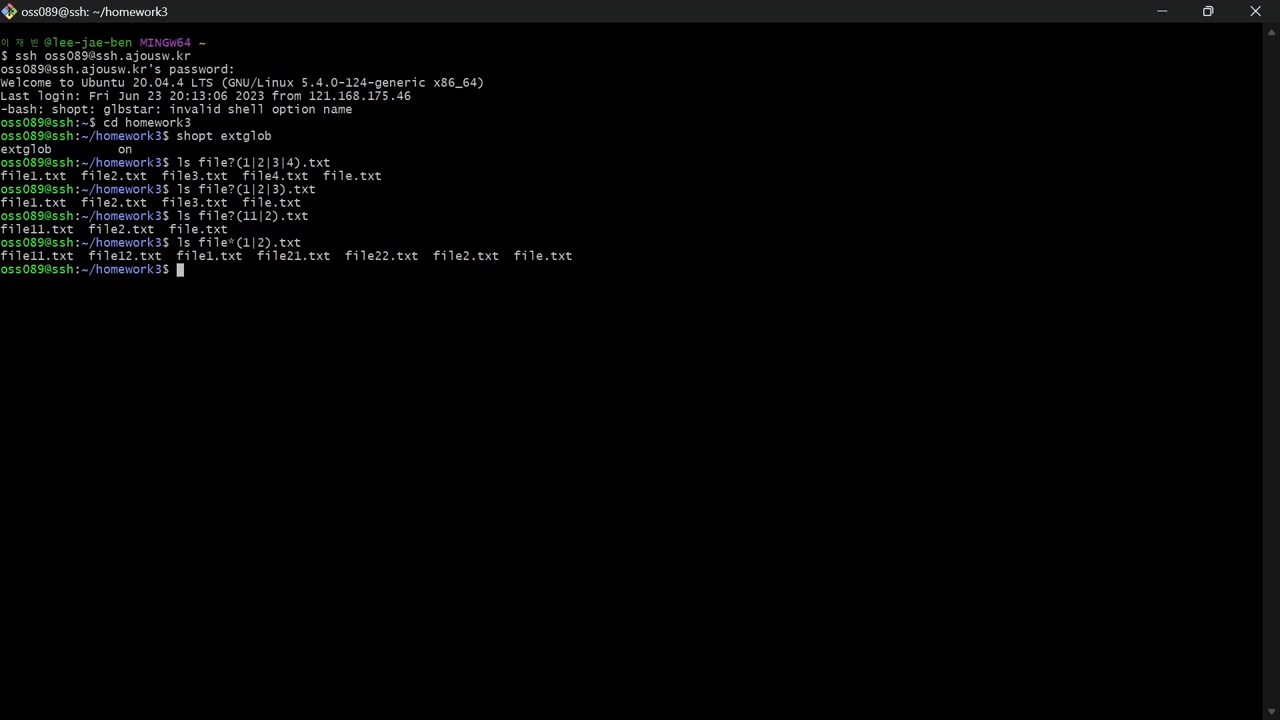 oss089@ssh: ~/homework3
이 재 빈 @lee-jae-ben MINGW64 ~
$ ssh oss089@ssh.ajousw.kr
oss089@ssh.ajousw.kr's password:
Welcome to Ubuntu 20.04.4 LTS (GNU/Linux 5.4.0-124-generic x86_64)
Last login: Fri Jun 23 20:13:06 2023 from 121.168.175.46
-bash: shopt: glbstar: invalid shell option name
oss089@ssh:~$ cd homework3
oss089@ssh:~/homework3$ shopt extglob
extglob         on
oss089@ssh:~/homework3$ ls file?(1|2|3|4).txt
file1.txt  file2.txt  file3.txt  file4.txt  file.txt
oss089@ssh:~/homework3$ ls file?(1|2|3).txt
file1.txt  file2.txt  file3.txt  file.txt
oss089@ssh:~/homework3$ ls file?(11|2).txt
file11.txt  file2.txt  file.txt
oss089@ssh:~/homework3$ ls file*(1|2).txt
file11.txt  file12.txt  file1.txt  file21.txt  file22.txt  file2.txt  file.txt
oss089@ssh:~/homework3$